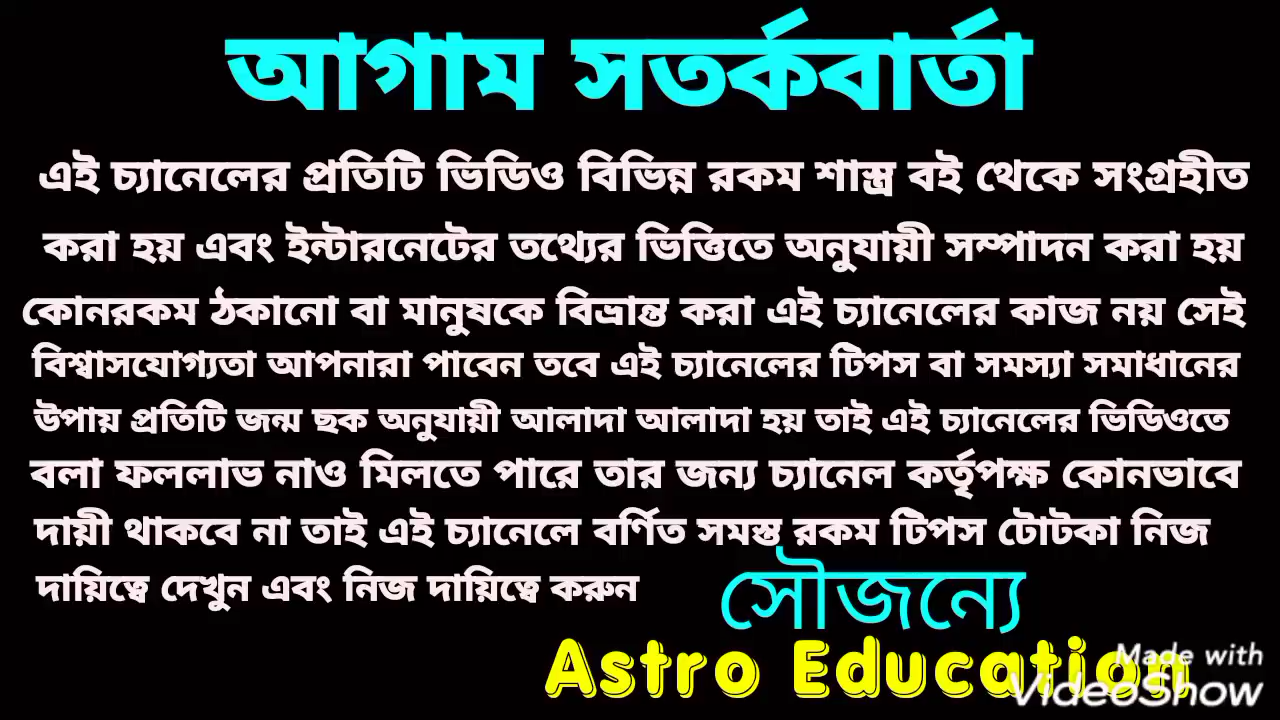 আগাম সতর্কবার্তা
এই চ্যানেলের প্রতিটি ভিডিও বিভিন্ন রকম শাস্ত্র বই থেকে সংগ্রহীত
করা হয় এবং ইন্টারনেটের তথ্যের ভিত্তিতে অনুযায়ী সম্পাদন করা হয়
কোনরকম ঠকানো বা মানুষকে বিভ্রান্ত করা এই চ্যানেলের কাজ নয় সেই
বিশ্বাসযোগ্যতা আপনারা পাবেন তবে এই চ্যানেলের টিপস বা সমস্যা সমাধানের
উপায় প্রতিটি জন্ম ছক অনুযায়ী আলাদা আলাদা হয় তাই এই চ্যানেলের ভিডিওতে
বলা ফললাভ নাও মিলতে পারে তার জন্য চ্যানেল কর্তৃপক্ষ কোনভাবে
দায়ী থাকবে না তাই এই চ্যানেলে বর্ণিত সমস্ত রকম টিপস টোটকা নিজ
দায়িত্বে দেখুন এবং নিজ দায়িত্বে করুন
সৌজন্যে
Astro Education
Made with
VideoShow